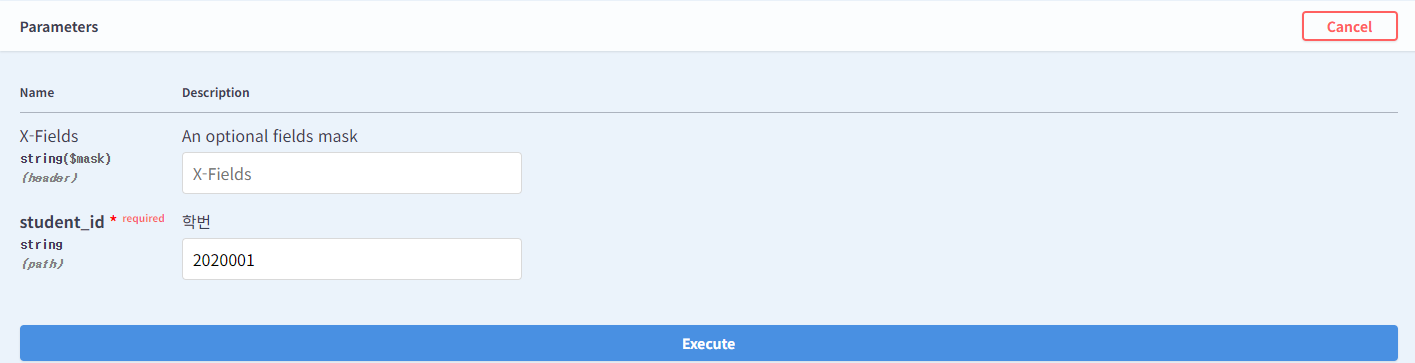 Parameters
Cancel
Name Description
X-Fields An optional fields mask
string($mask)
(header)
X-Fields
student_id * required 학번
string
(path)
2020001
Execute